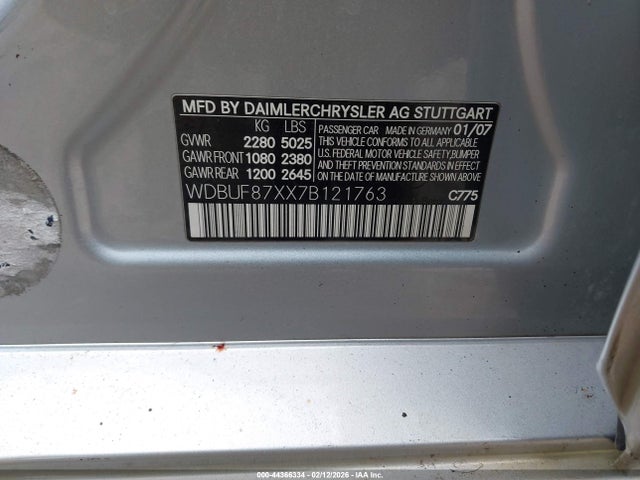 MFD BY DAIMLERCHRYSLER AG STUTTGART
KG LBS
GVWR 2280 5025
GAWR FRONT 1080 2380
GAWR REAR 1200 2645
PASSENGER CAR MADE IN GERMANY 01/07
THIS VEHICLE CONFORMS TO ALL APPLICABLE
U.S. FEDERAL MOTOR VEHICLE SAFETY, BUMPER
AND THEFT PREVENTION STANDARDS IN EFFECT
ON THE DATE OF MANUFACTURE SHOWN ABOVE.
WDBUF87XX7B121763
C775
000-44366334 - 02/12/2026 - IAA Inc.